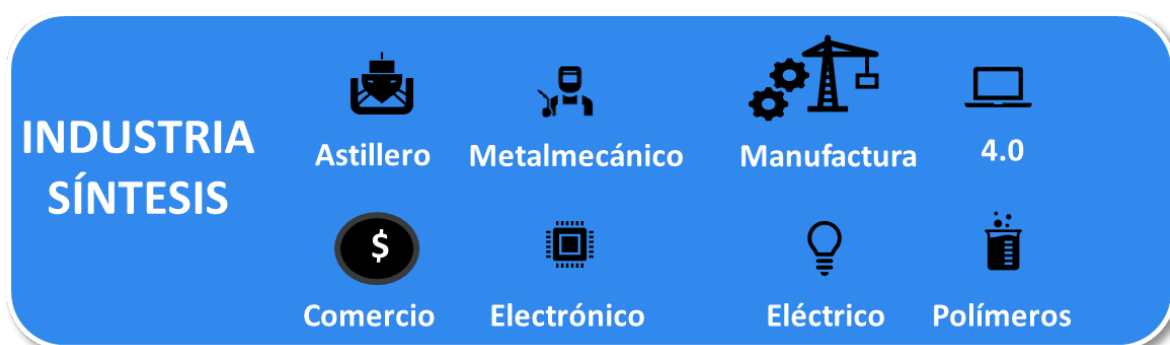 INDUSTRIA
SÍNTESIS
Astillero
Metalmecánico
Manufactura
4.0
$
Comercio
Electrónico
Eléctrico
Polímeros